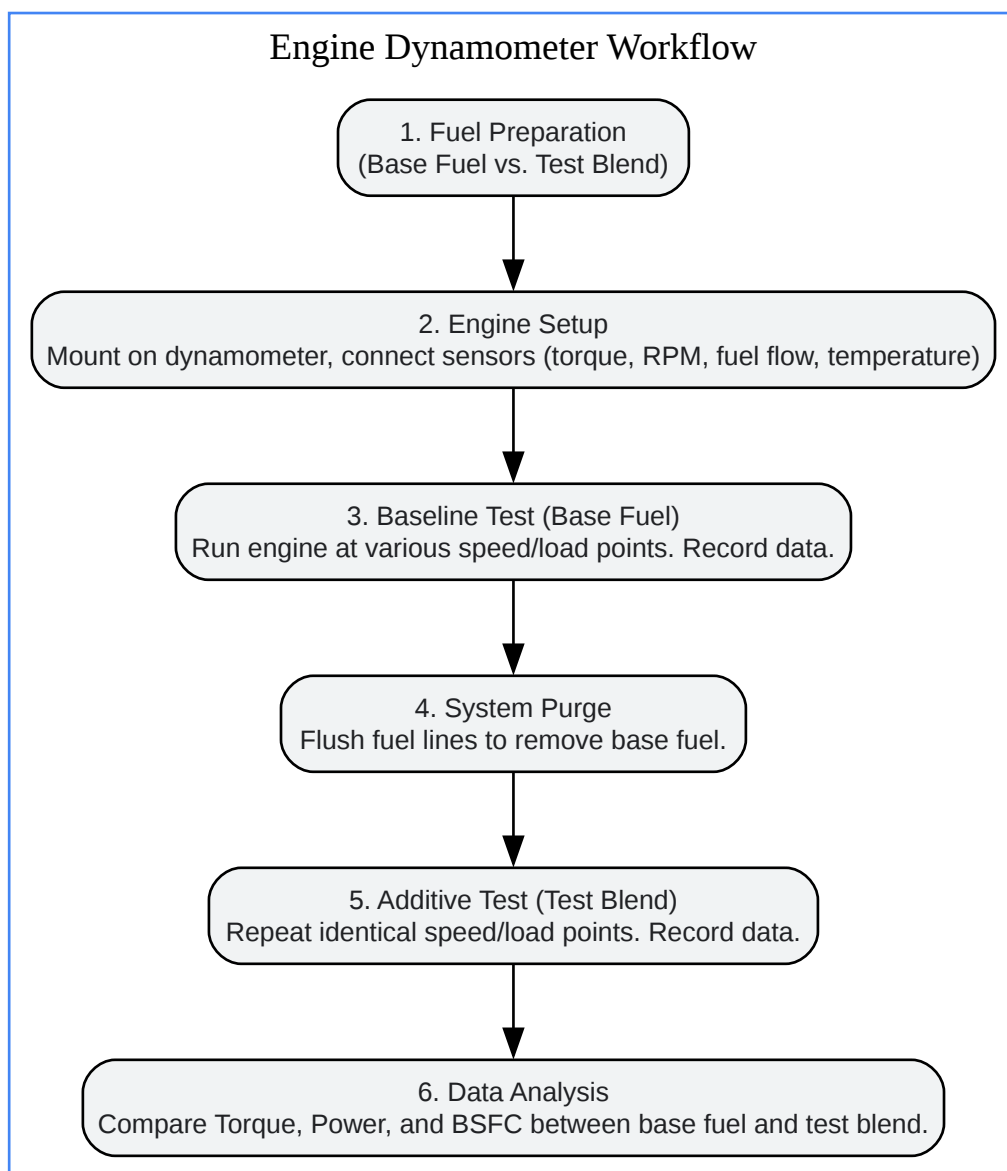 Engine Dynamometer Workflow
1. Fuel Preparation
(Base Fuel vs. Test Blend)
2. Engine Setup
Mount on dynamometer, connect sensors (torque, RPM, fuel flow, temperature)
3. Baseline Test (Base Fuel)
Run engine at various speed/load points. Record data.
4. System Purge
Flush fuel lines to remove base fuel.
5. Additive Test (Test Blend)
Repeat identical speed/load points. Record data.
6. Data Analysis
Compare Torque, Power, and BSFC between base fuel and test blend.